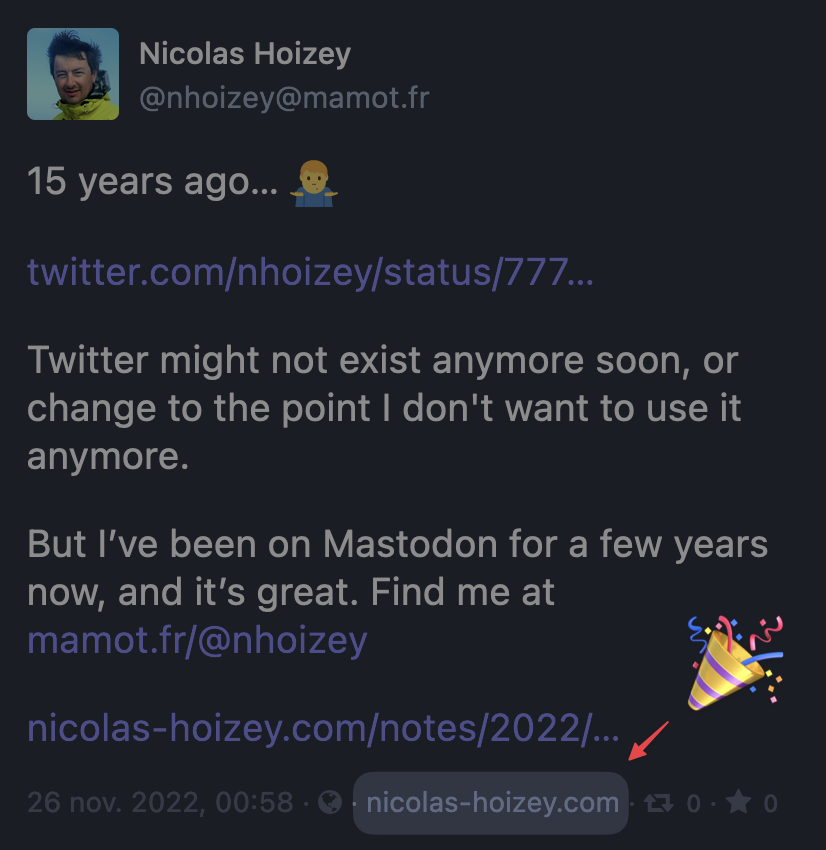 Nicolas Hoizey
@nhoizey@mamot.fr
15 years ago... 🤷‍♂️
twitter.com/nhoizey/status/777...
Twitter might not exist anymore soon, or
change to the point I don't want to use it
anymore.
But I’ve been on Mastodon for a few years
now, and it’s great. Find me at
mamot.fr/@nhoizey
nicolas-hoizey.com/notes/2022/...
26 nov. 2022, 00:58 · nicolas-hoizey.com · 0 · 0